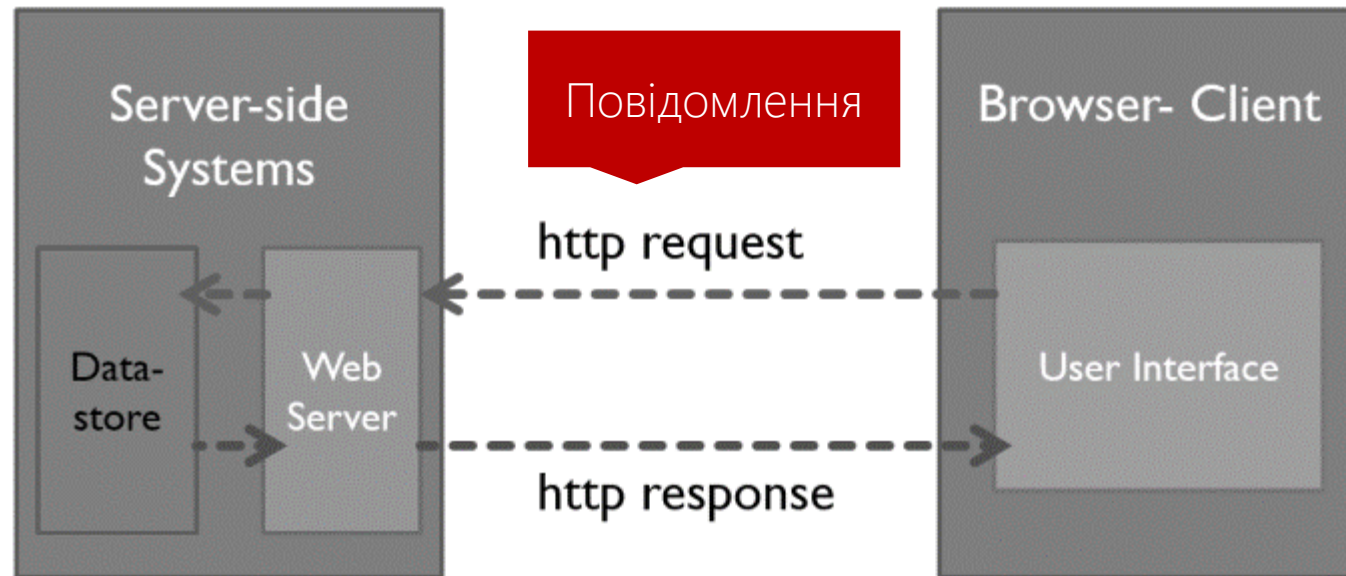 Server-side
Systems
Повідомлення
Browser- Client
http request
Data-
store
Web
Server
User Interface
http response